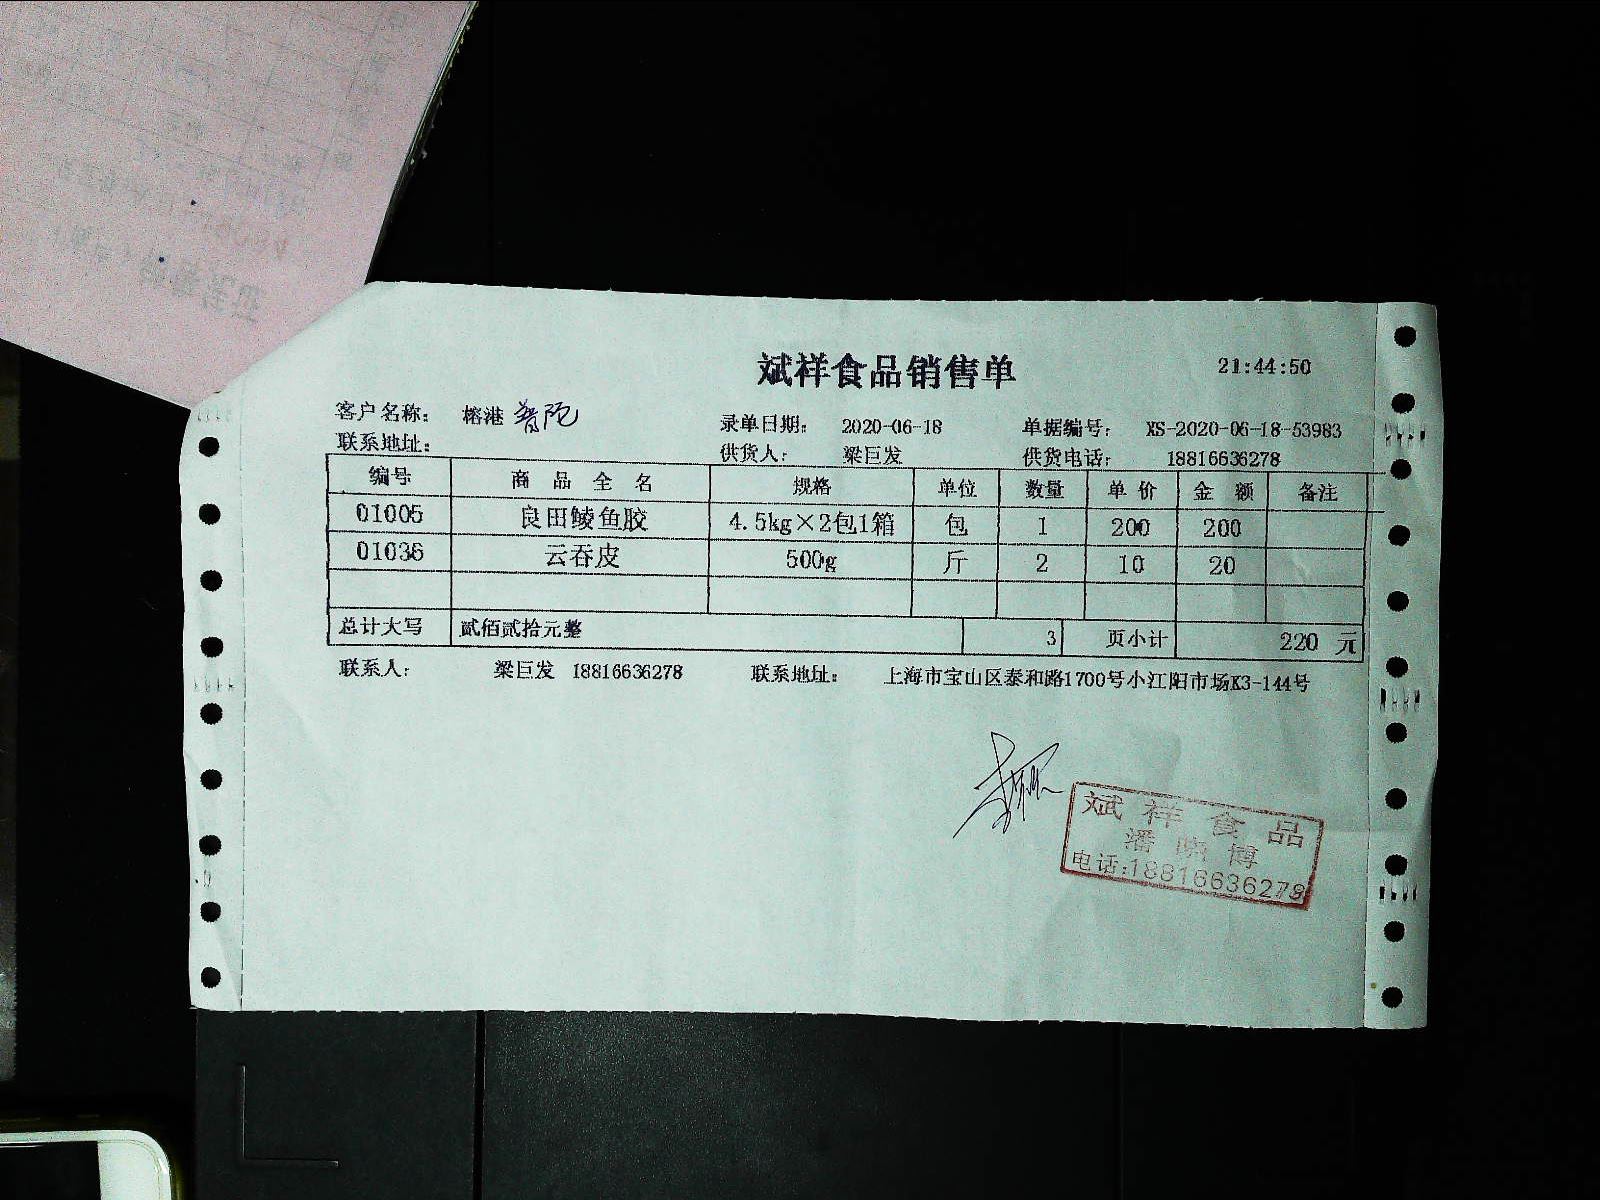 斌祥食品销售单 21:44:50
客户名称： 榕港 普陀 录单日期： 2020-06-18 单据编号： XS-2020-06-18-53983
联系地址： 供货人： 梁巨发 供货电话： 18816636278
编号 商品全名 规格 单位 数量 单价 金额 备注
01005 良田鲮鱼胶 4.5kg×2包1箱 包 1 200 200
01036 云吞皮 500g 斤 2 10 20
总计大写 贰佰贰拾元整 3 页小计 220 元
联系人： 梁巨发 18816636278 联系地址： 上海市宝山区泰和路1700号小江阳市场K3-144号
斌祥食品
潘晓博
电话:18816636278